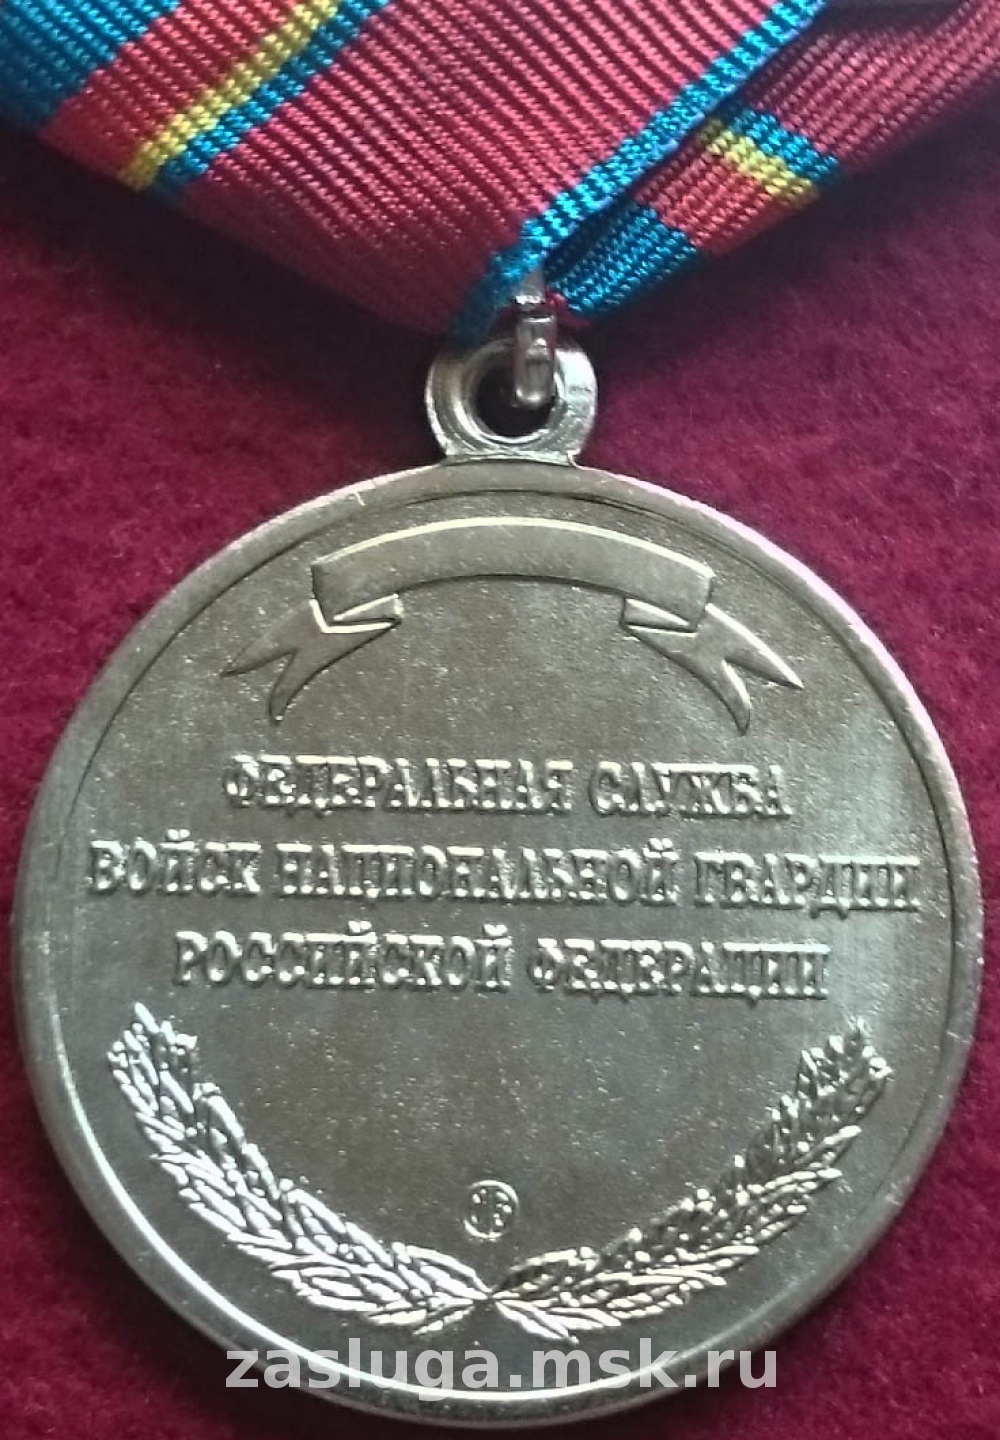 ФЕДЕРАЛЬНАЯ СЛУЖБА
ВОЙСК НАЦИОНАЛЬНОЙ ГВАРДИИ
РОССИЙСКОЙ ФЕДЕРАЦИИ
zasluga.msk.ru